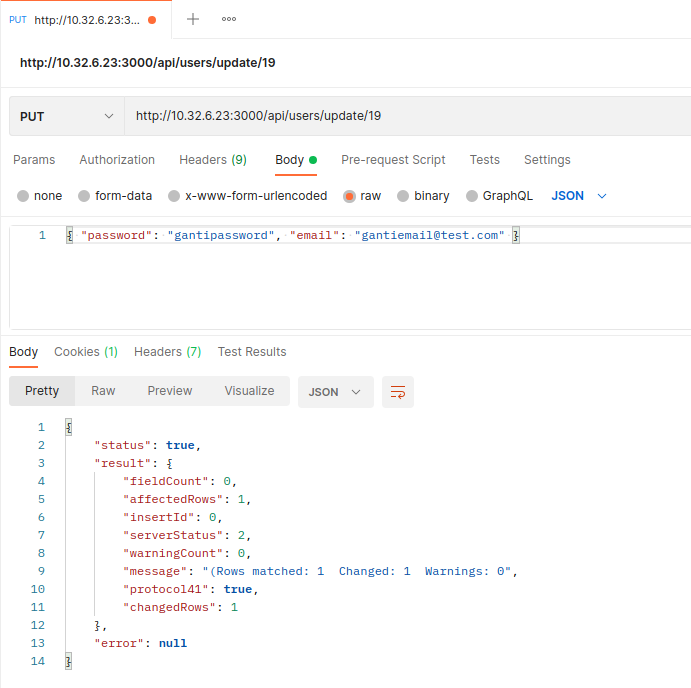 PUT http://10.32.6.23:3...
http://10.32.6.23:3000/api/users/update/19
PUT http://10.32.6.23:3000/api/users/update/19
Params Authorization Headers (9) Body Pre-request Script Tests Settings
none form-data x-www-form-urlencoded raw binary GraphQL JSON
1 { "password": "gantipassword", "email": "gantiemail@test.com" }
Body Cookies (1) Headers (7) Test Results
Pretty Raw Preview Visualize JSON
1 {
2 "status": true,
3 "result": {
4 "fieldCount": 0,
5 "affectedRows": 1,
6 "insertId": 0,
7 "serverStatus": 2,
8 "warningCount": 0,
9 "message": "(Rows matched: 1  Changed: 1  Warnings: 0",
10 "protocol41": true,
11 "changedRows": 1
12 },
13 "error": null
14 }